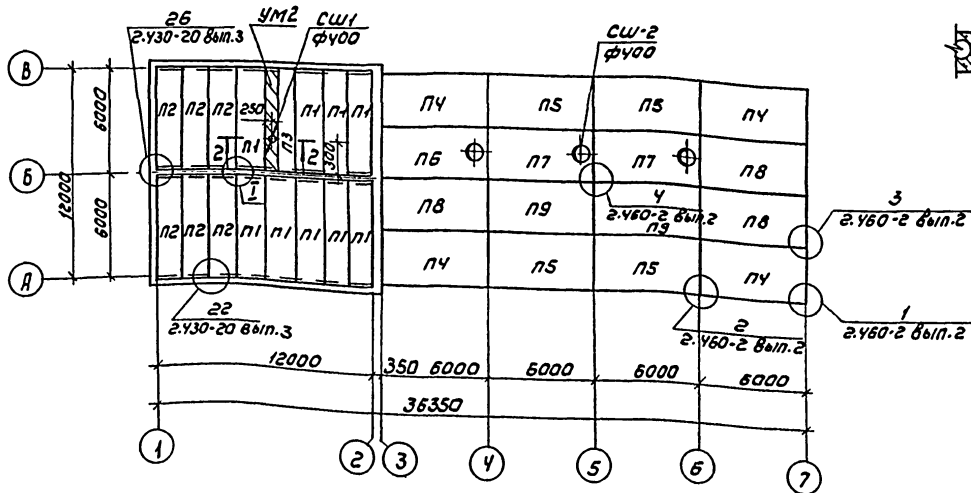 26
2.430-20 Вып.3
УМ2
СШ1
ф400
СШ-2
ф400
В
Б
А
6000
6000
12000
П2 П2 П2 250 П1 П1 П1
П1 П3
2 2
300
I
П2 П2 П2 П1 П1 П1 П1 П1
П4 П5 П5 П4
П6 П7 П7 П8
П8 П9 П9 П8
П4 П5 П5 П4
4
2.460-2 Вып.2
3
2.460-2 Вып.2
22
2.430-20 Вып.3
2
2.460-2 Вып.2
1
2.460-2 Вып.2
12000 350 6000 6000 6000 6000
36350
1 2 3 4 5 6 7